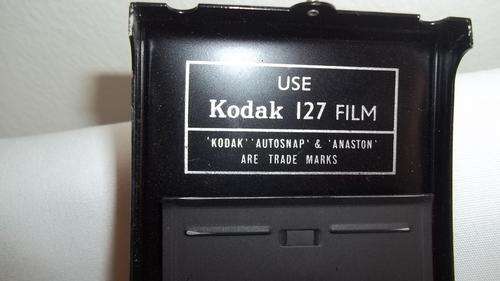 USE
Kodak 127 FILM
'KODAK' 'AUTOSNAP' & 'ANASTON'
ARE TRADE MARKS